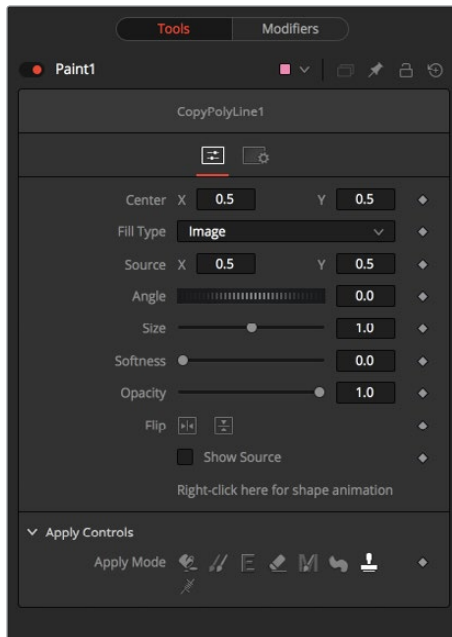 Tools Modifiers
Paint1
CopyPolyLine1
Center X 0.5 Y 0.5
Fill Type Image
Source X 0.5 Y 0.5
Angle 0.0
Size 1.0
Softness 0.0
Opacity 1.0
Flip
Show Source
Right-click here for shape animation
Apply Controls
Apply Mode